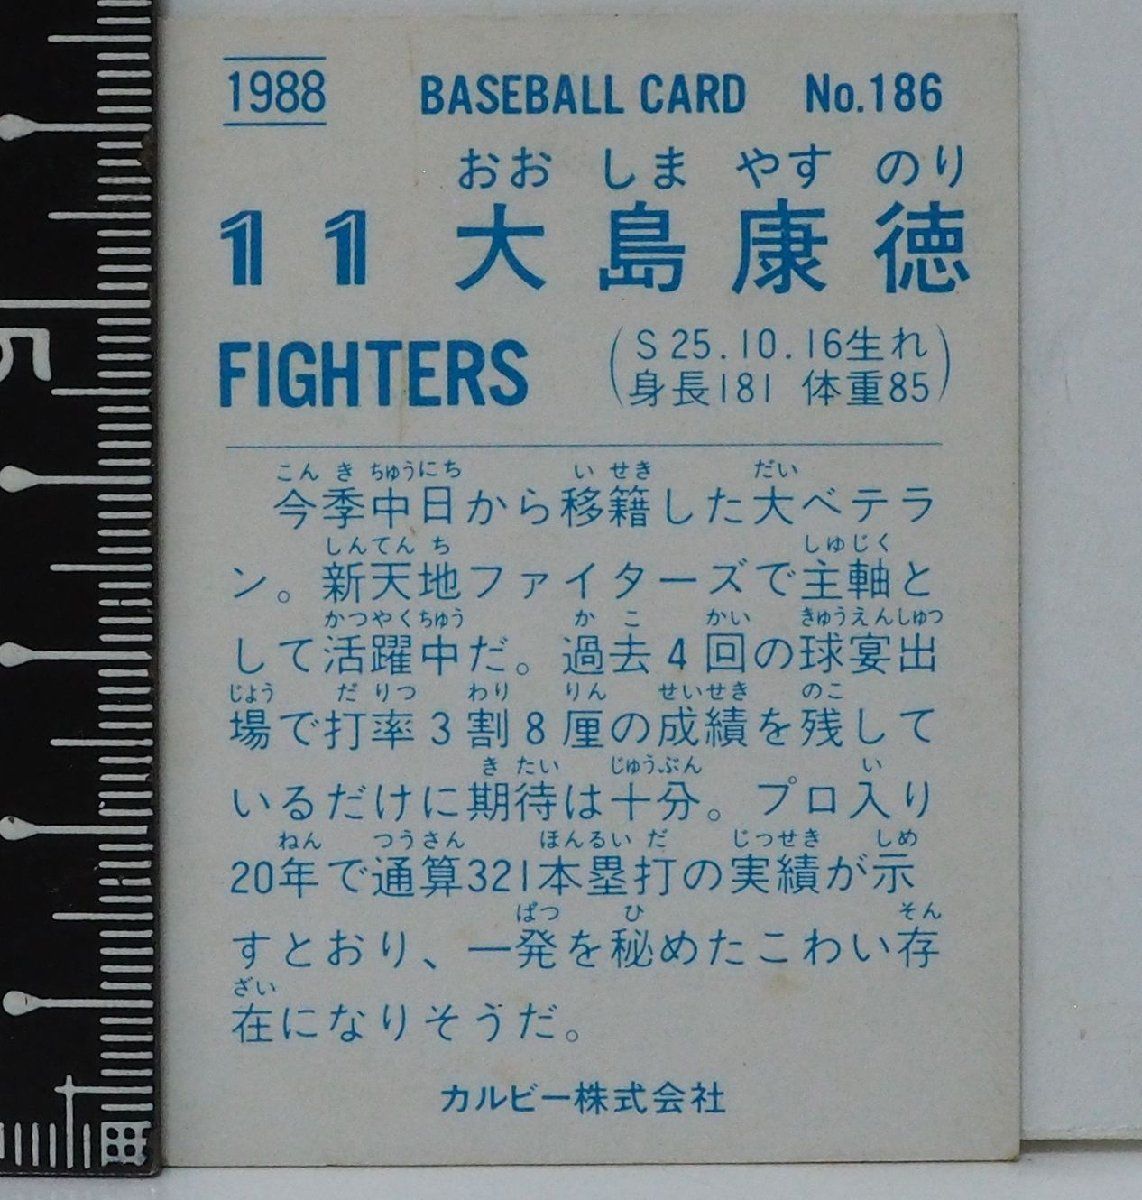 1988 BASEBALL CARD No.186
おお しま やす のり
11 大島康徳
FIGHTERS
(S25.10.16生れ
身長181 体重85)
こんきちゅうにち いせき だい
今季中日から移籍した大ベテラ
しんてんち しゅじく
ン。新天地ファイターズで主軸と
かつやくちゅう かこ かい きゅうえんしゅつ
して活躍中だ。過去4回の球宴出
じょう だりつ わり りん せいせき のこ
場で打率3割8厘の成績を残して
きたい じゅうぶん い
いるだけに期待は十分。プロ入り
ねん つうさん ほんるいだ じっせき しめ
20年で通算321本塁打の実績が示
ぱつ ひ そん
すとおり、一発を秘めたこわい存
ざい
在になりそうだ。
カルビー株式会社
5